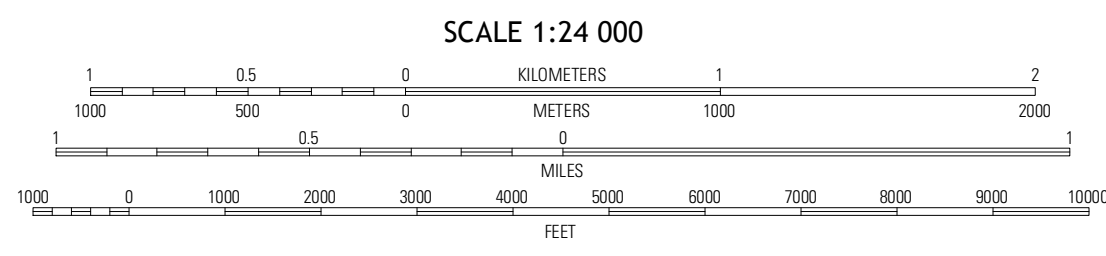 SCALE 1:24 000
1 0.5 0 KILOMETERS 1 2
1000 500 0 METERS 1000 2000
1 0.5 0 1
MILES
1000 0 1000 2000 3000 4000 5000 6000 7000 8000 9000 10000
FEET